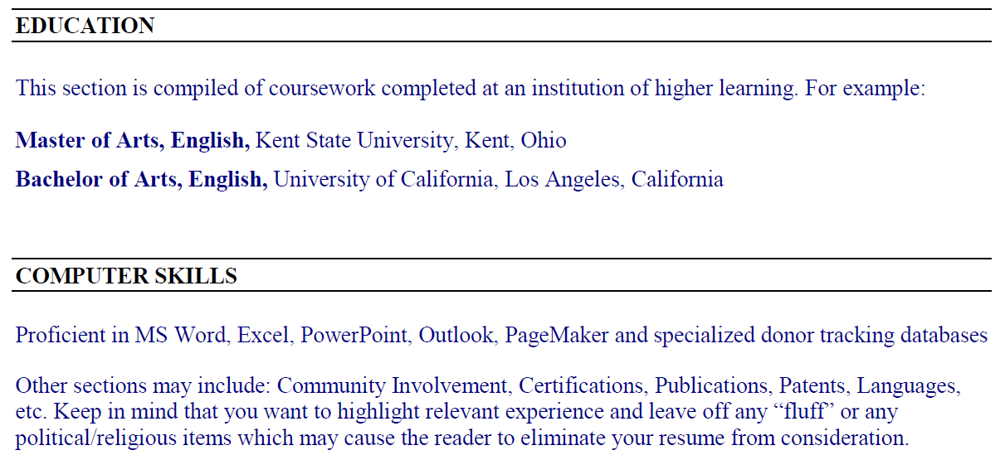 EDUCATION
This section is compiled of coursework completed at an institution of higher learning. For example:
Master of Arts, English, Kent State University, Kent, Ohio
Bachelor of Arts, English, University of California, Los Angeles, California
COMPUTER SKILLS
Proficient in MS Word, Excel, PowerPoint, Outlook, PageMaker and specialized donor tracking databases
Other sections may include: Community Involvement, Certifications, Publications, Patents, Languages,
etc. Keep in mind that you want to highlight relevant experience and leave off any “fluff” or any
political/religious items which may cause the reader to eliminate your resume from consideration.